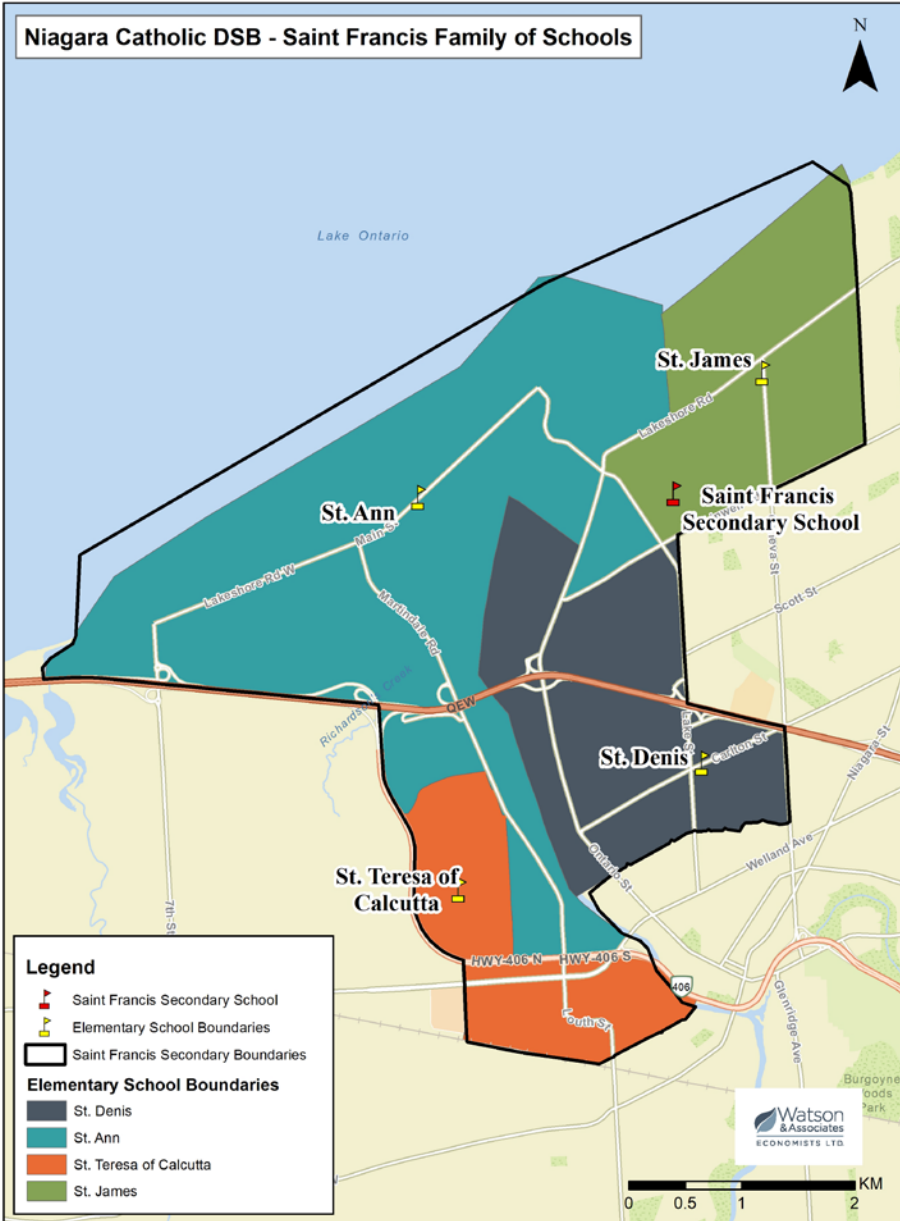 Niagara Catholic DSB - Saint Francis Family of Schools
N
Lake Ontario
St. James
Lakeshore Rd
St. Ann
Main S
Saint Francis
Secondary School
eva St
Lakeshore Rd W
Martindale Rd
Scott St
Richardson Creek
QEW
Lake S
Carlton St
St. Denis
Niagara St
Ontario St
Welland Ave
St. Teresa of
Calcutta
7th St
HWY-406 N
HWY-406 S
406
Louth St
Glenridge Ave
Burgoyne
Woods
Park
Legend
Saint Francis Secondary School
Elementary School Boundaries
Saint Francis Secondary Boundaries
Elementary School Boundaries
St. Denis
St. Ann
St. Teresa of Calcutta
St. James
Watson
& Associates
ECONOMISTS LTD.
KM
0 0.5 1 2